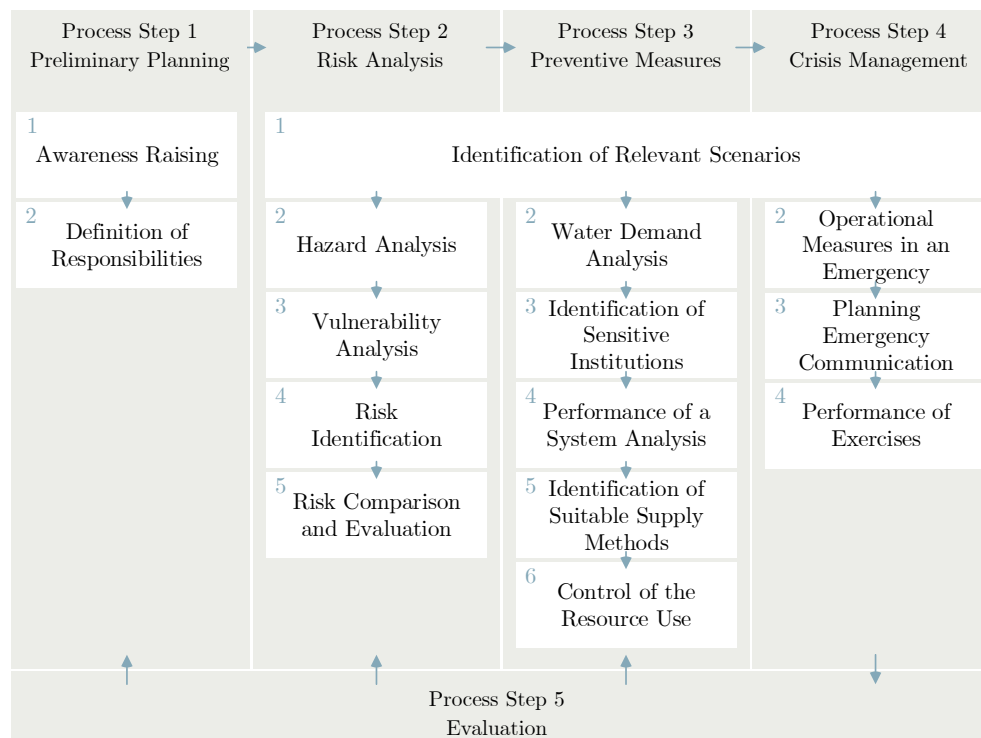 Process Step 1
Preliminary Planning
Process Step 2
Risk Analysis
Process Step 3
Preventive Measures
Process Step 4
Crisis Management
1
Awareness Raising
2
Definition of
Responsibilities
1
Identification of Relevant Scenarios
2
Hazard Analysis
3
Vulnerability
Analysis
4
Risk
Identification
5
Risk Comparison
and Evaluation
2
Water Demand
Analysis
3
Identification of
Sensitive
Institutions
4
Performance of a
System Analysis
5
Identification of
Suitable Supply
Methods
6
Control of the
Resource Use
2
Operational
Measures in an
Emergency
3
Planning
Emergency
Communication
4
Performance of
Exercises
Process Step 5
Evaluation